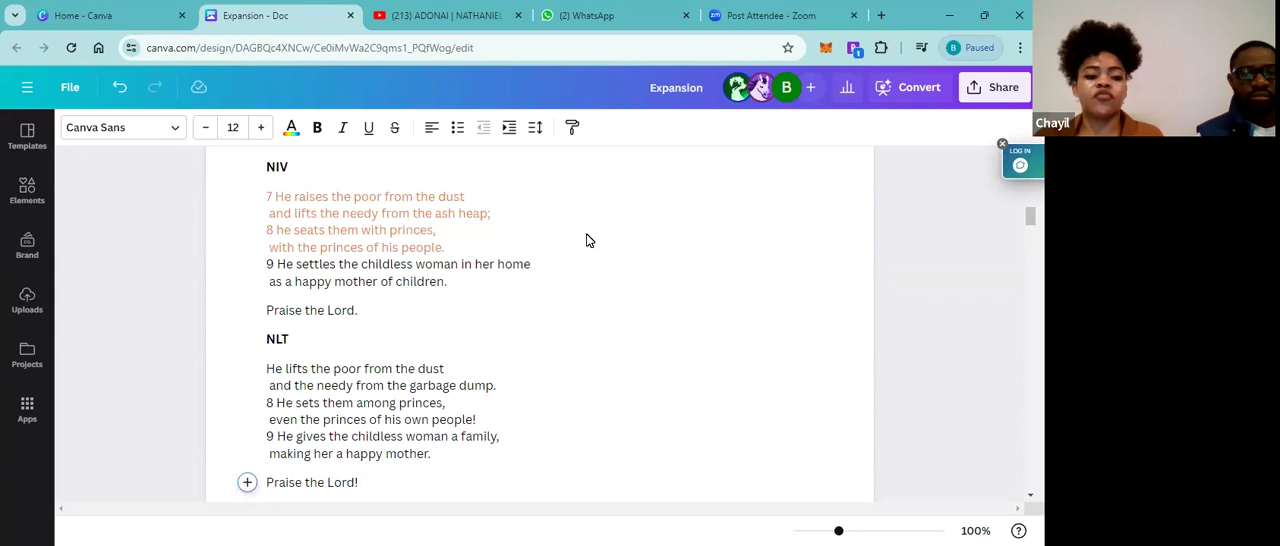 Home - Canva
Expansion - Doc
(213) ADONAI | NATHANIEL
(2) WhatsApp
Post Attendee - Zoom
canva.com/design/DAGBQc4XNCw/Ce0iMvWa2C9qms1_PQfWog/edit
1
B Paused
File
Expansion
B
Convert
Share
Chayil
Canva Sans
12
B
I
U
S
A
LOG IN
Templates
Elements
Brand
Uploads
Projects
Apps
NIV
7 He raises the poor from the dust
and lifts the needy from the ash heap;
8 he seats them with princes,
with the princes of his people.
9 He settles the childless woman in her home
as a happy mother of children.
Praise the Lord.
NLT
He lifts the poor from the dust
and the needy from the garbage dump.
8 He sets them among princes,
even the princes of his own people!
9 He gives the childless woman a family,
making her a happy mother.
Praise the Lord!
100%